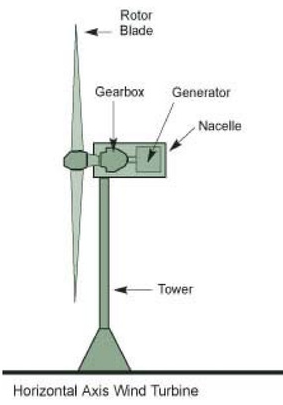 Rotor
Blade
Gearbox
Generator
Nacelle
Tower
Horizontal Axis Wind Turbine